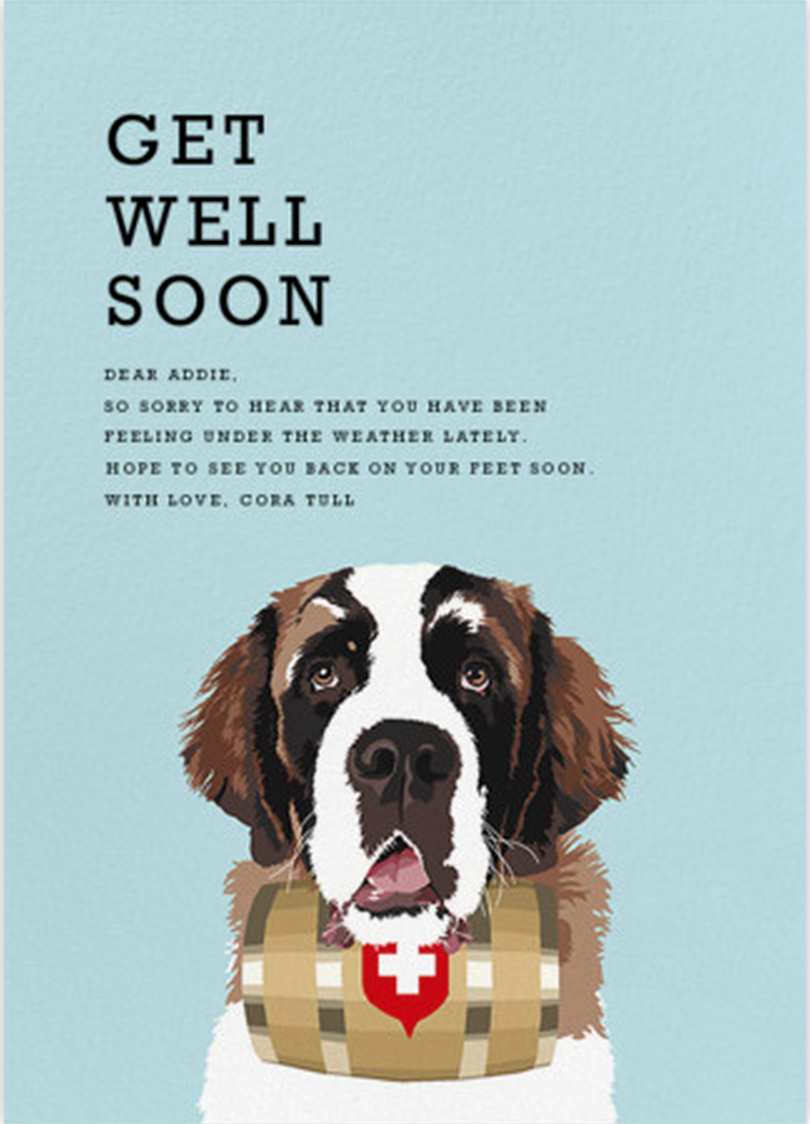 GET
WELL
SOON
DEAR ADDIE,
SO SORRY TO HEAR THAT YOU HAVE BEEN
FEELING UNDER THE WEATHER LATELY.
HOPE TO SEE YOU BACK ON YOUR FEET SOON.
WITH LOVE, CORA TULL